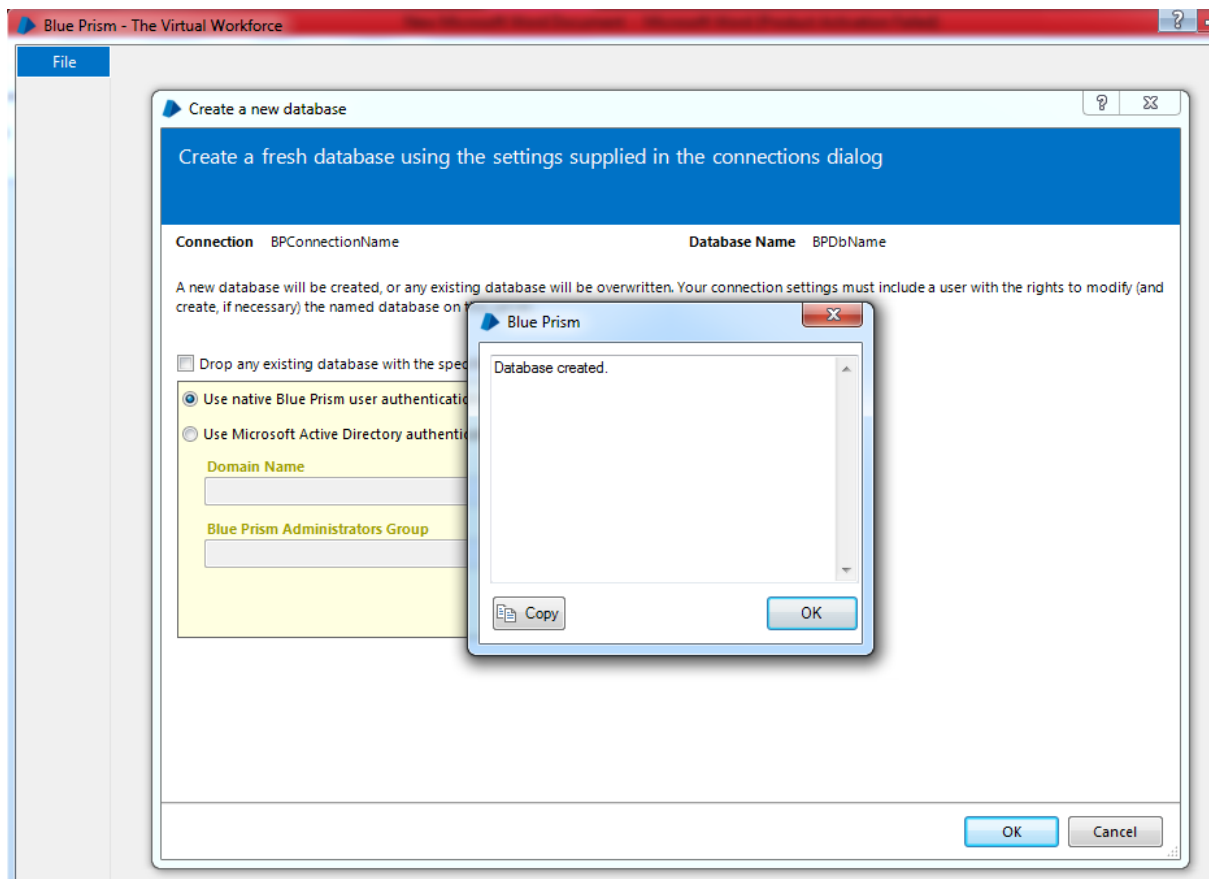 Blue Prism - The Virtual Workforce
File
Create a new database
Create a fresh database using the settings supplied in the connections dialog
Connection BPConnectionName Database Name BPDbName
A new database will be created, or any existing database will be overwritten. Your connection settings must include a user with the rights to modify (and
create, if necessary) the named database on
Blue Prism
Drop any existing database with the
Database created.
Use native Blue Prism user
Use Microsoft Active Directory
Domain Name
Blue Prism Administrators Group
Copy OK
OK Cancel